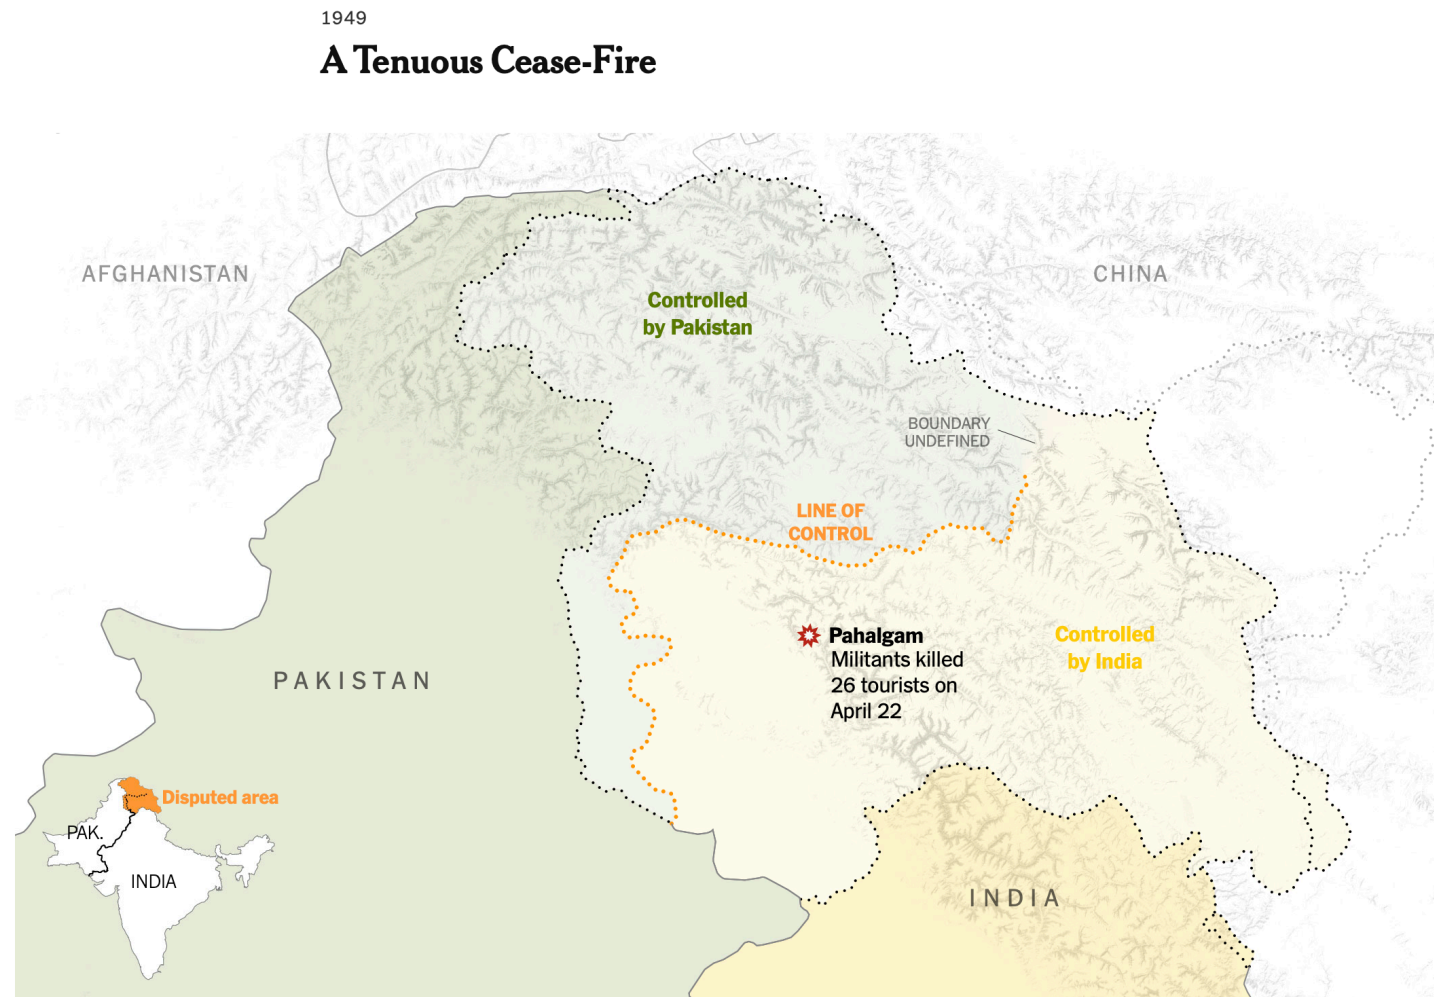 1949
A Tenuous Cease-Fire
AFGHANISTAN
CHINA
Controlled
by Pakistan
BOUNDARY
UNDEFINED
LINE OF
CONTROL
Pahalgam
Militants killed
26 tourists on
April 22
Controlled
by India
PAKISTAN
Disputed area
PAK.
INDIA
INDIA